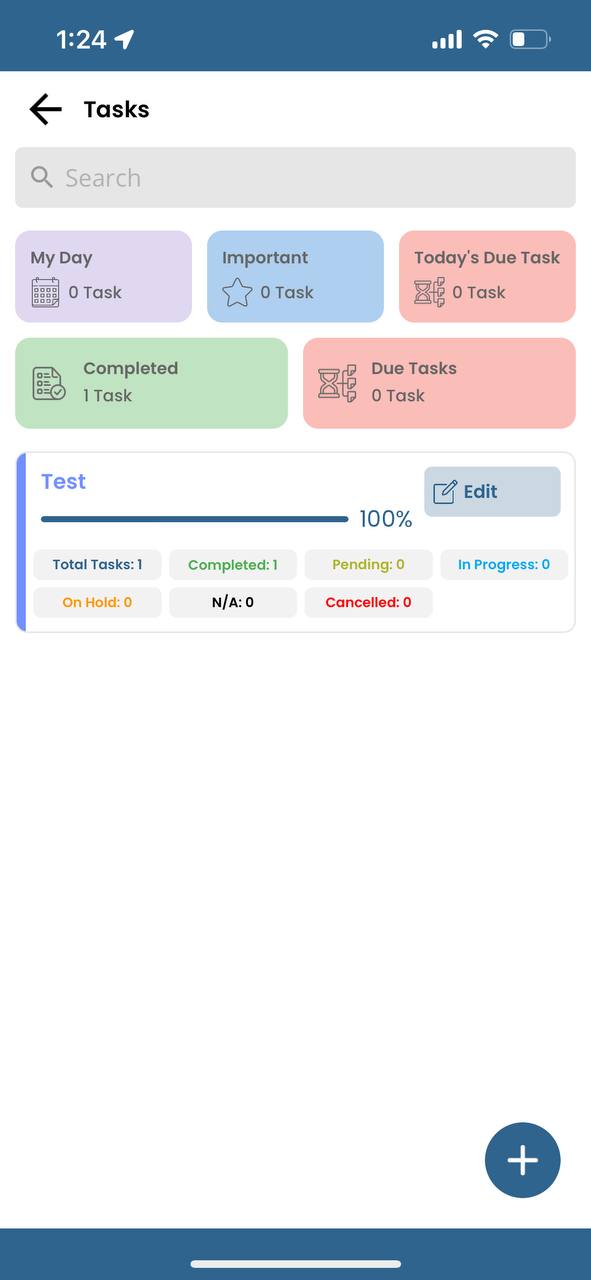 1:24
Tasks
Search
My Day
0 Task
Important
0 Task
Today's Due Task
0 Task
Completed
1 Task
Due Tasks
0 Task
Test
Edit
100%
Total Tasks: 1
Completed: 1
Pending: 0
In Progress: 0
On Hold: 0
N/A: 0
Cancelled: 0